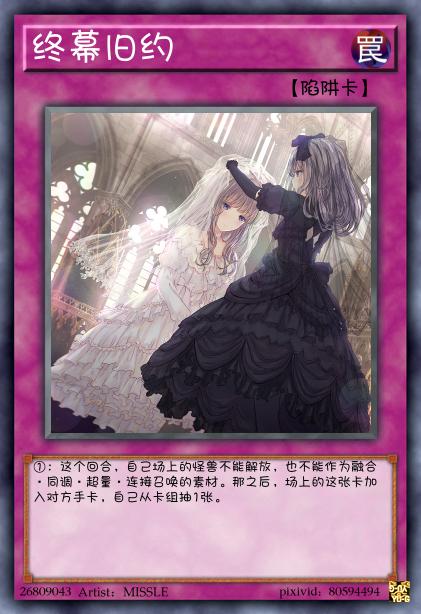 终幕旧约
罠
【陷阱卡】
①：这个回合，自己场上的怪兽不能解放，也不能作为融合
·同调·超量·连接召唤的素材。那之后，场上的这张卡加
入对方手卡，自己从卡组抽1张。
26809043 Artist: MISSLE pixivid: 80594494